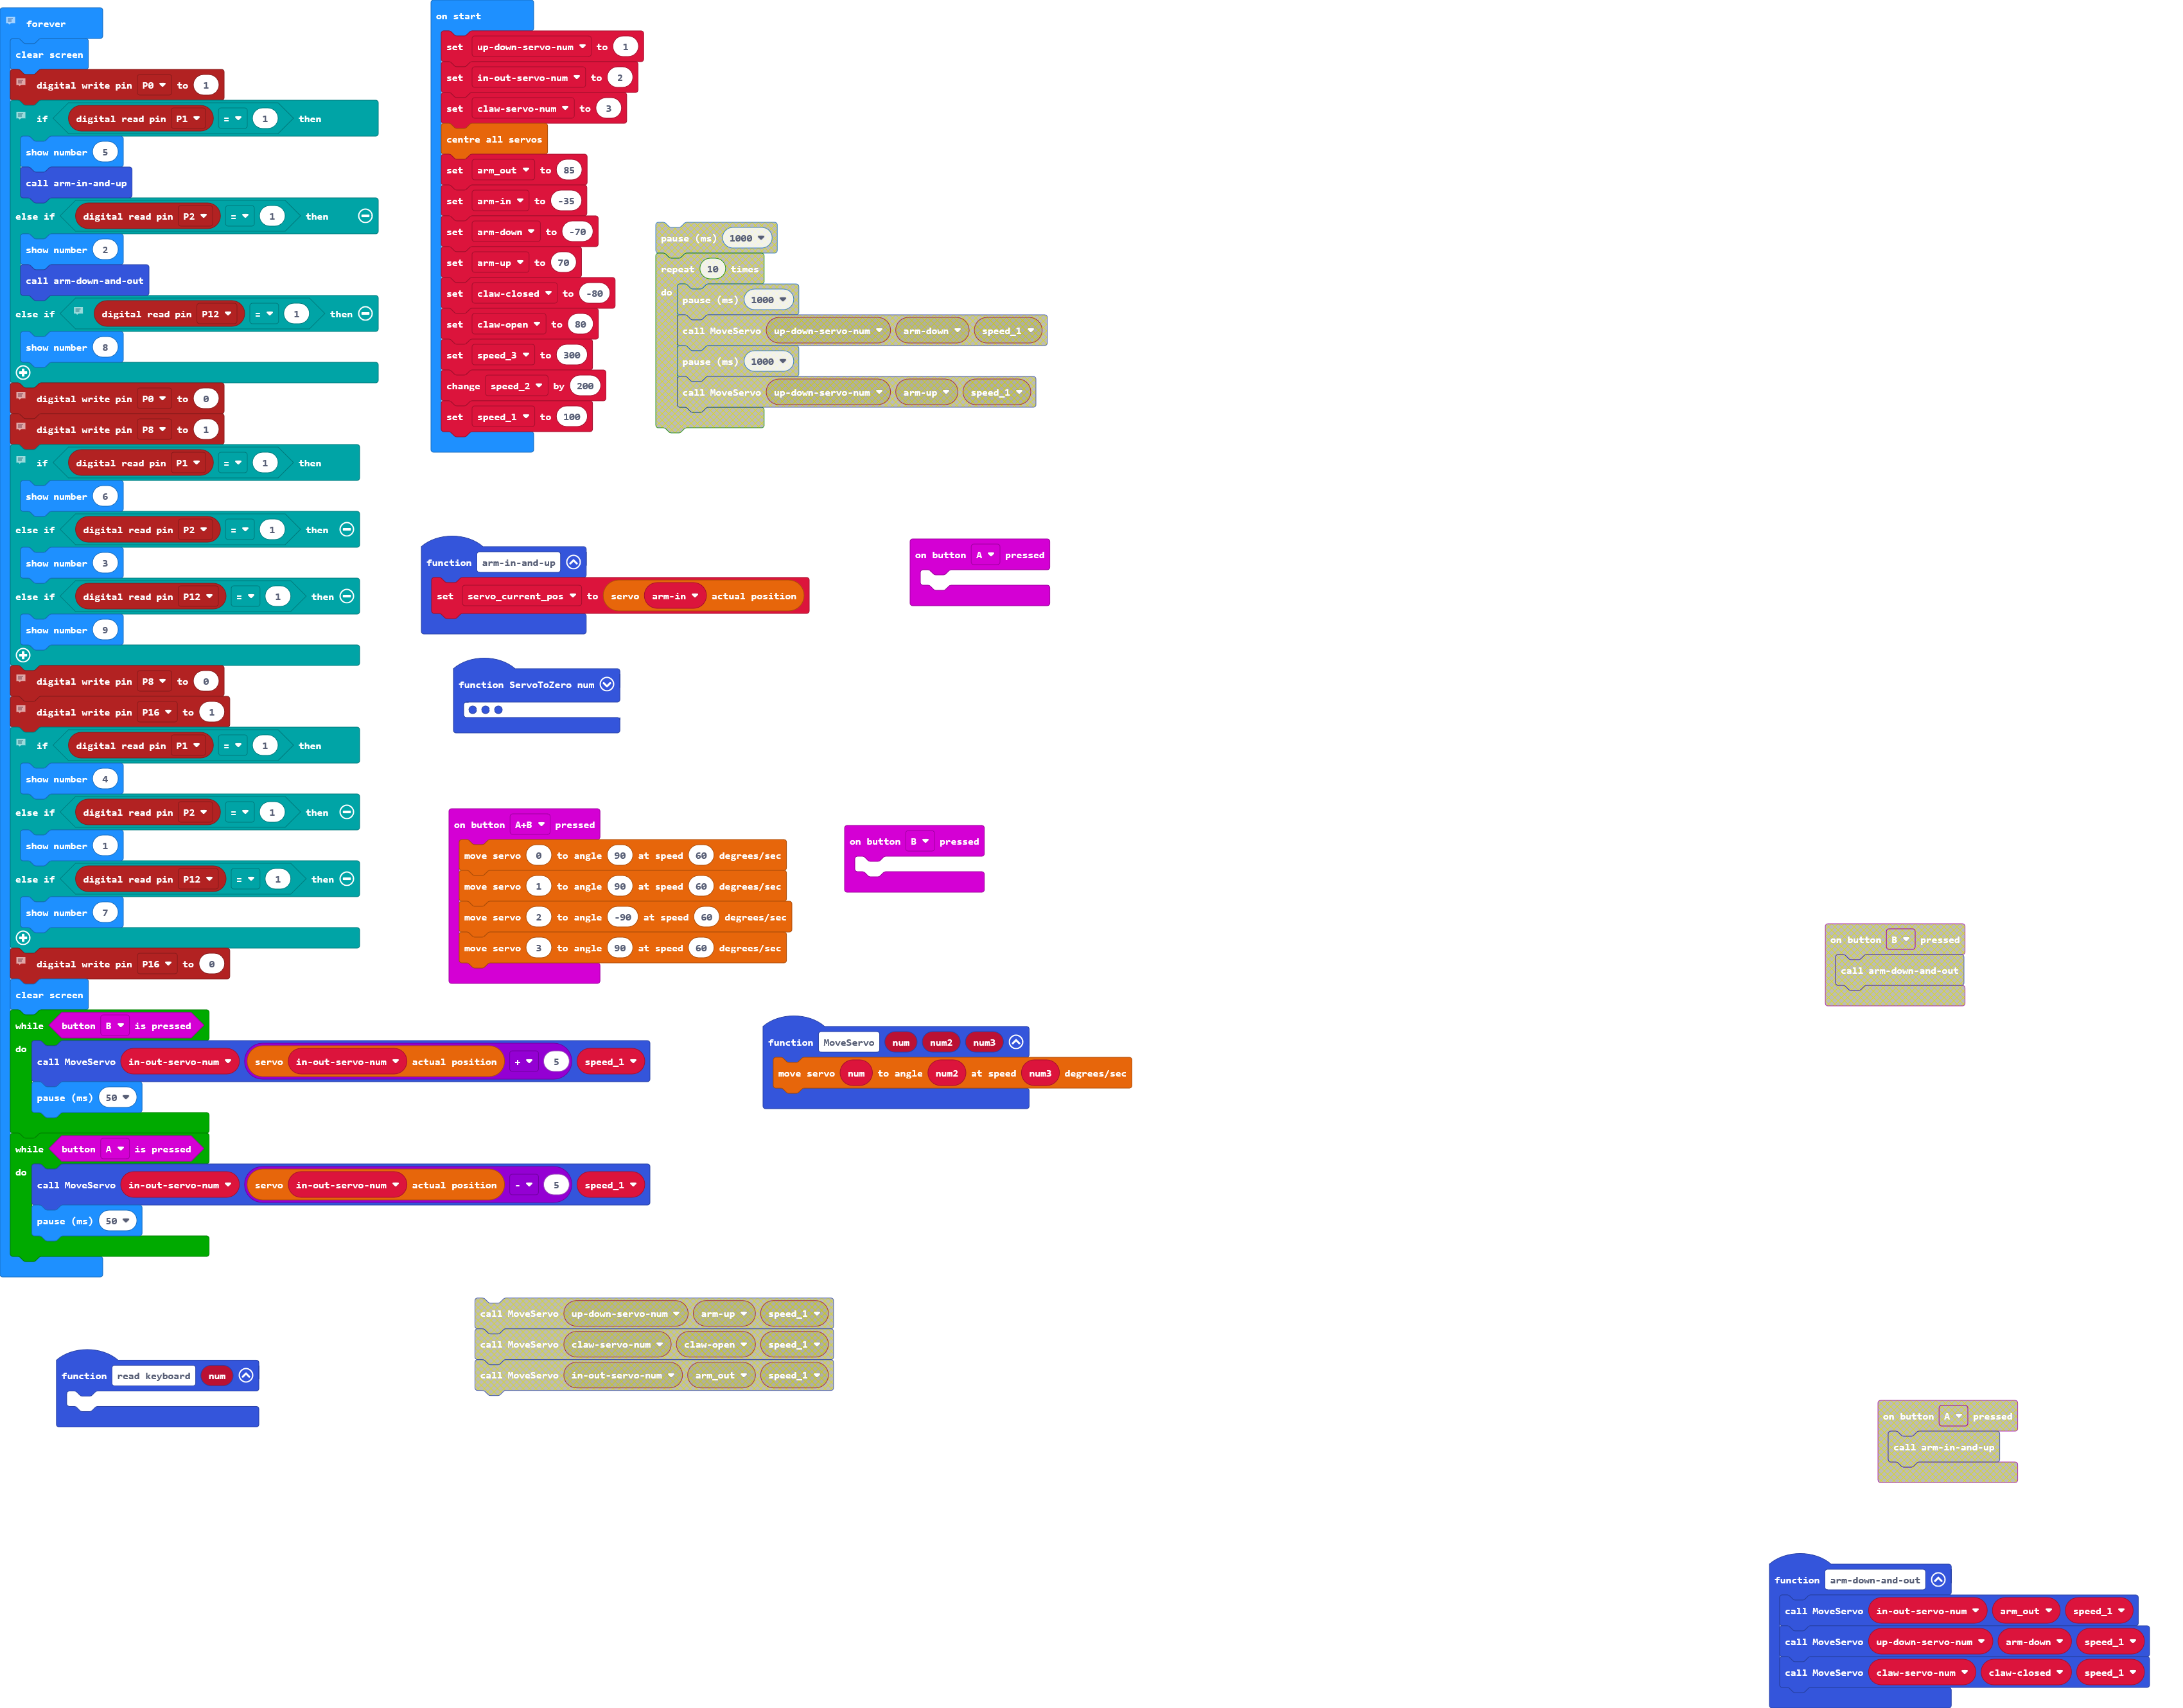 forever
clear screen
digital write pin P0 to 1
if digital read pin P1 = 1 then
show number 5
call arm-in-and-up
else if digital read pin P2 = 1 then
show number 2
call arm-down-and-out
else if digital read pin P12 = 1 then
show number 8
digital write pin P0 to 0
digital write pin P8 to 1
if digital read pin P1 = 1 then
show number 6
else if digital read pin P2 = 1 then
show number 3
else if digital read pin P12 = 1 then
show number 9
digital write pin P8 to 0
digital write pin P16 to 1
if digital read pin P1 = 1 then
show number 4
else if digital read pin P2 = 1 then
show number 1
else if digital read pin P12 = 1 then
show number 7
digital write pin P16 to 0
clear screen
while button B is pressed
do
call MoveServo in-out-servo-num servo in-out-servo-num actual position + 5 speed_1
pause (ms) 50
while button A is pressed
do
call MoveServo in-out-servo-num servo in-out-servo-num actual position - 5 speed_1
pause (ms) 50
function read keyboard num
on start
set up-down-servo-num to 1
set in-out-servo-num to 2
set claw-servo-num to 3
centre all servos
set arm_out to 85
set arm-in to -35
set arm-down to -70
set arm-up to 70
set claw-closed to -80
set claw-open to 80
set speed_3 to 300
change speed_2 by 200
set speed_1 to 100
pause (ms) 1000
repeat 10 times
do
pause (ms) 1000
call MoveServo up-down-servo-num arm-down speed_1
pause (ms) 1000
call MoveServo up-down-servo-num arm-up speed_1
function arm-in-and-up
set servo_current_pos to servo arm-in actual position
on button A pressed
function ServoToZero num
on button A+B pressed
move servo 0 to angle 90 at speed 60 degrees/sec
move servo 1 to angle 90 at speed 60 degrees/sec
move servo 2 to angle -90 at speed 60 degrees/sec
move servo 3 to angle 90 at speed 60 degrees/sec
on button B pressed
function MoveServo num num2 num3
move servo num to angle num2 at speed num3 degrees/sec
call MoveServo up-down-servo-num arm-up speed_1
call MoveServo claw-servo-num claw-open speed_1
call MoveServo in-out-servo-num arm_out speed_1
on button B pressed
call arm-down-and-out
on button A pressed
call arm-in-and-up
function arm-down-and-out
call MoveServo in-out-servo-num arm_out speed_1
call MoveServo up-down-servo-num arm-down speed_1
call MoveServo claw-servo-num claw-closed speed_1